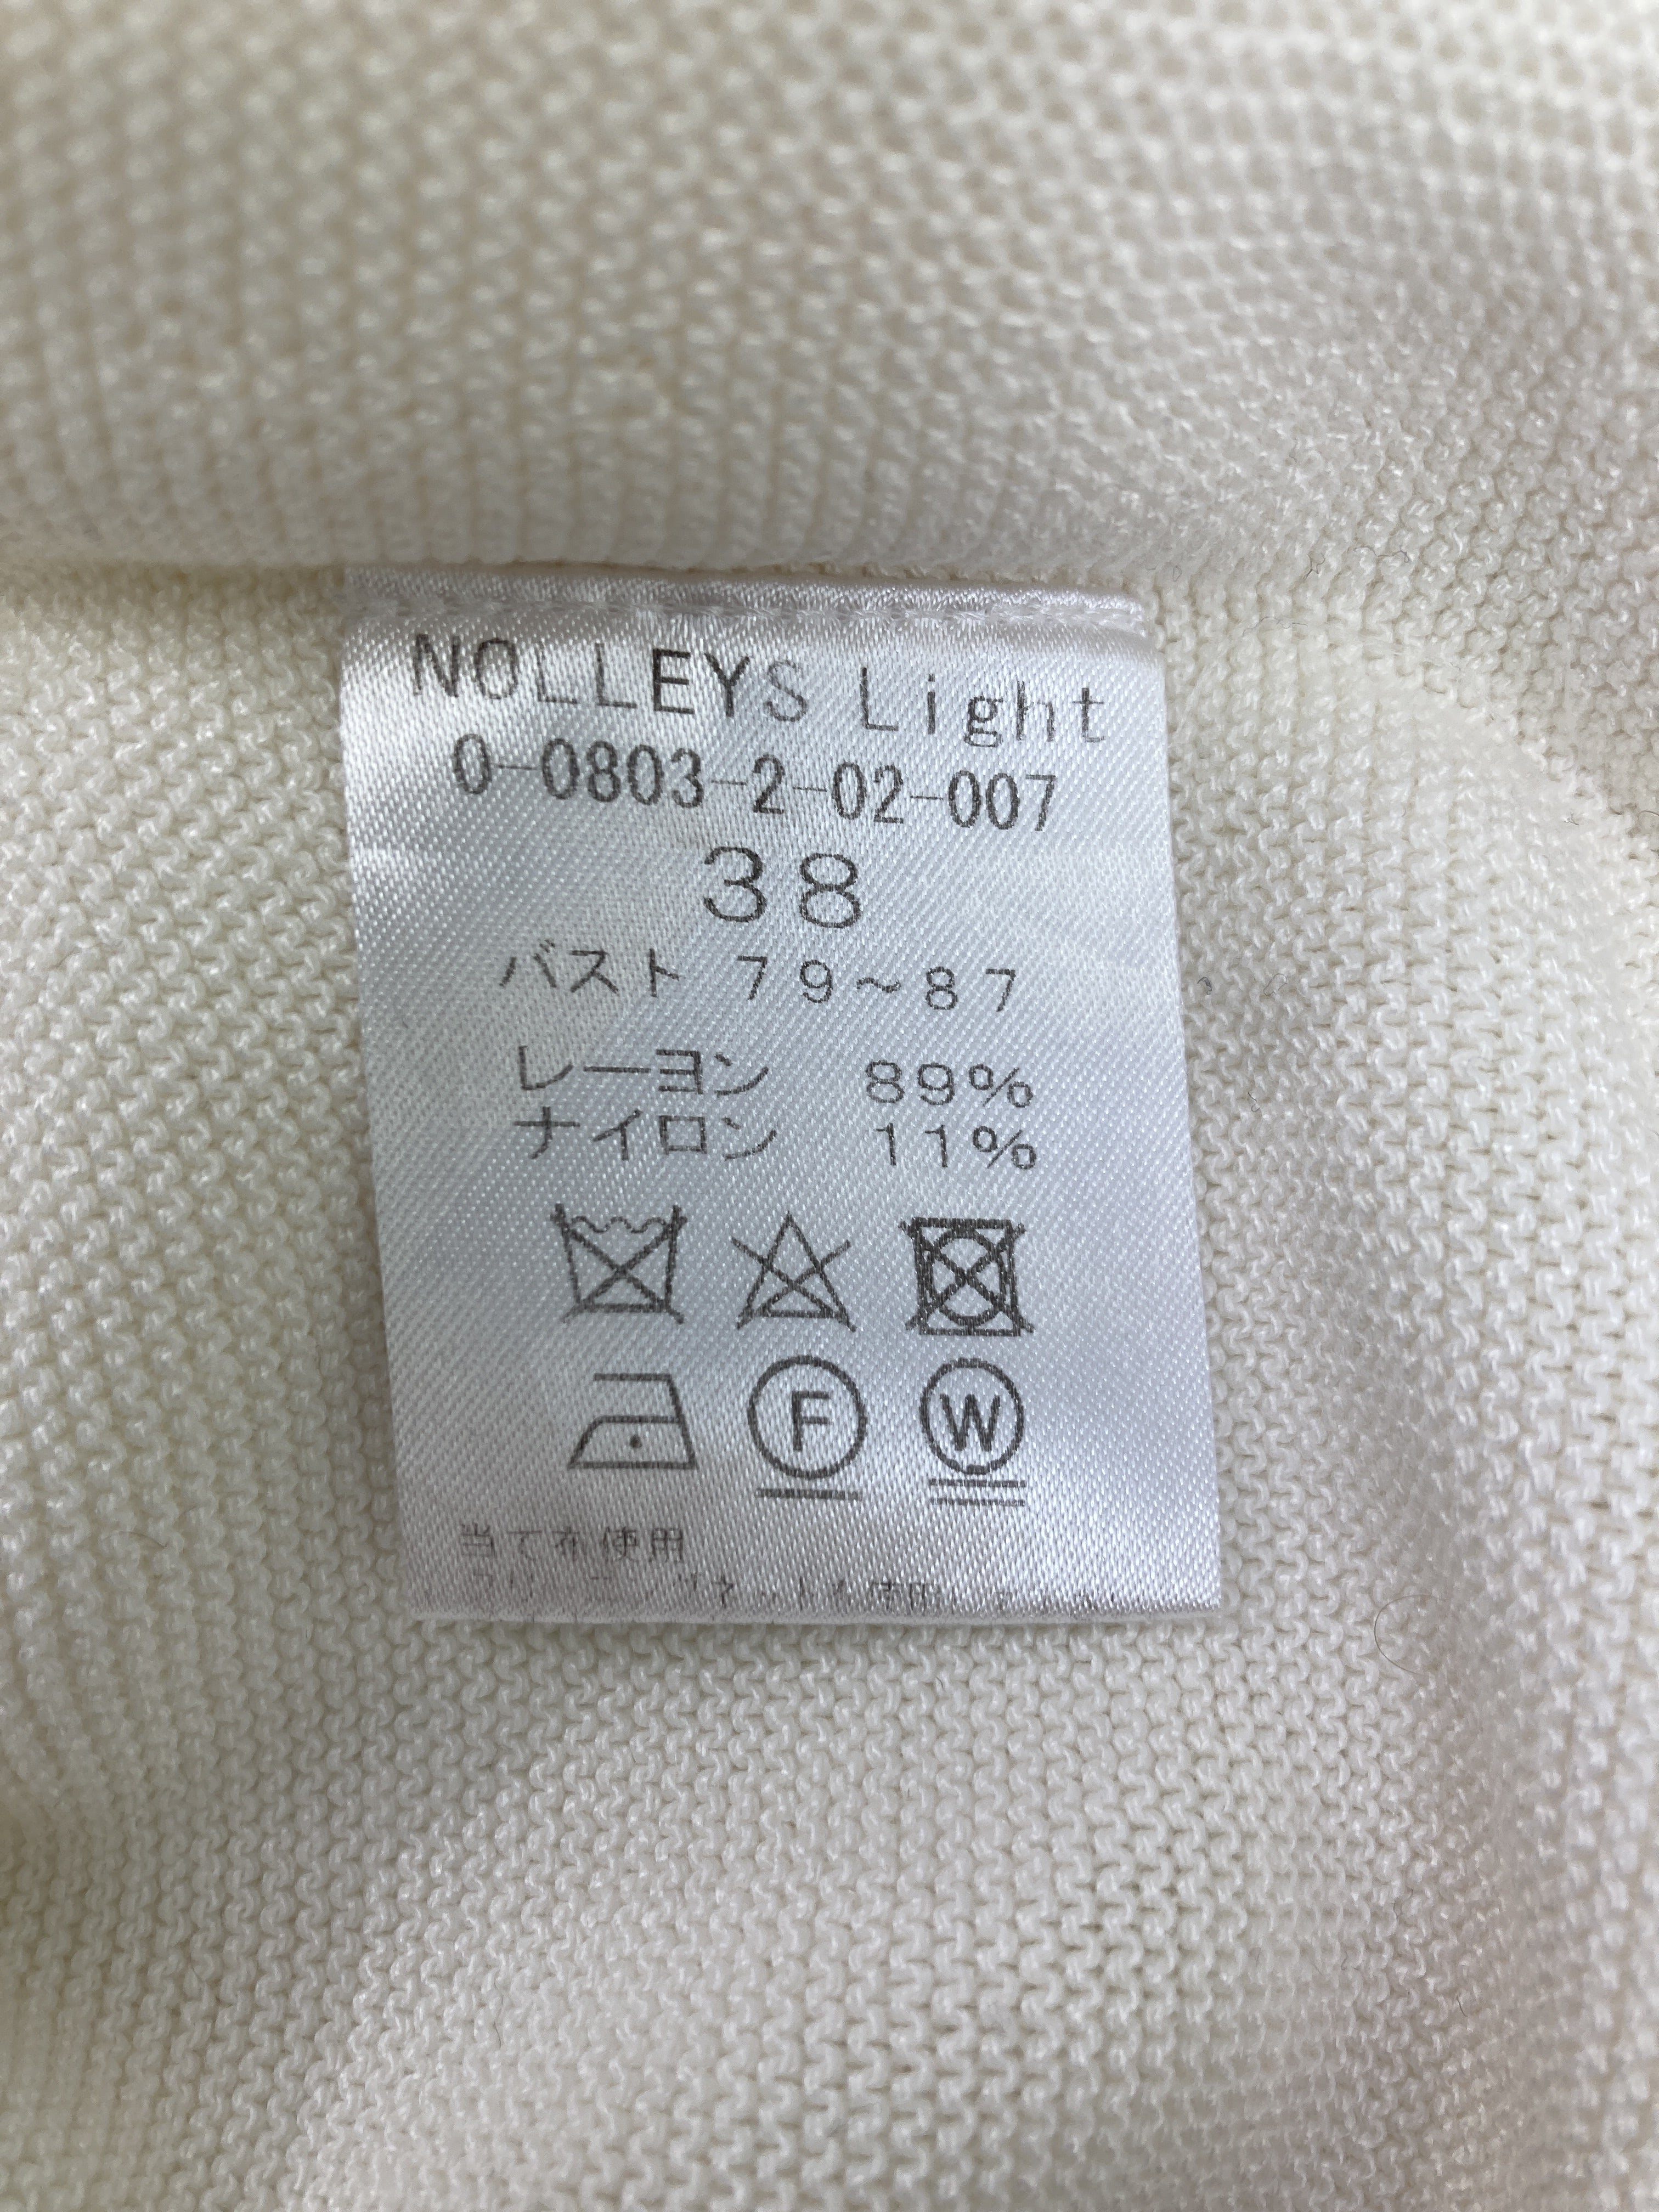 NOLLEYS Light
0-0803-2-02-007
38
バスト 79～87
レーヨン 89%
ナイロン 11%
F W
当て布使用